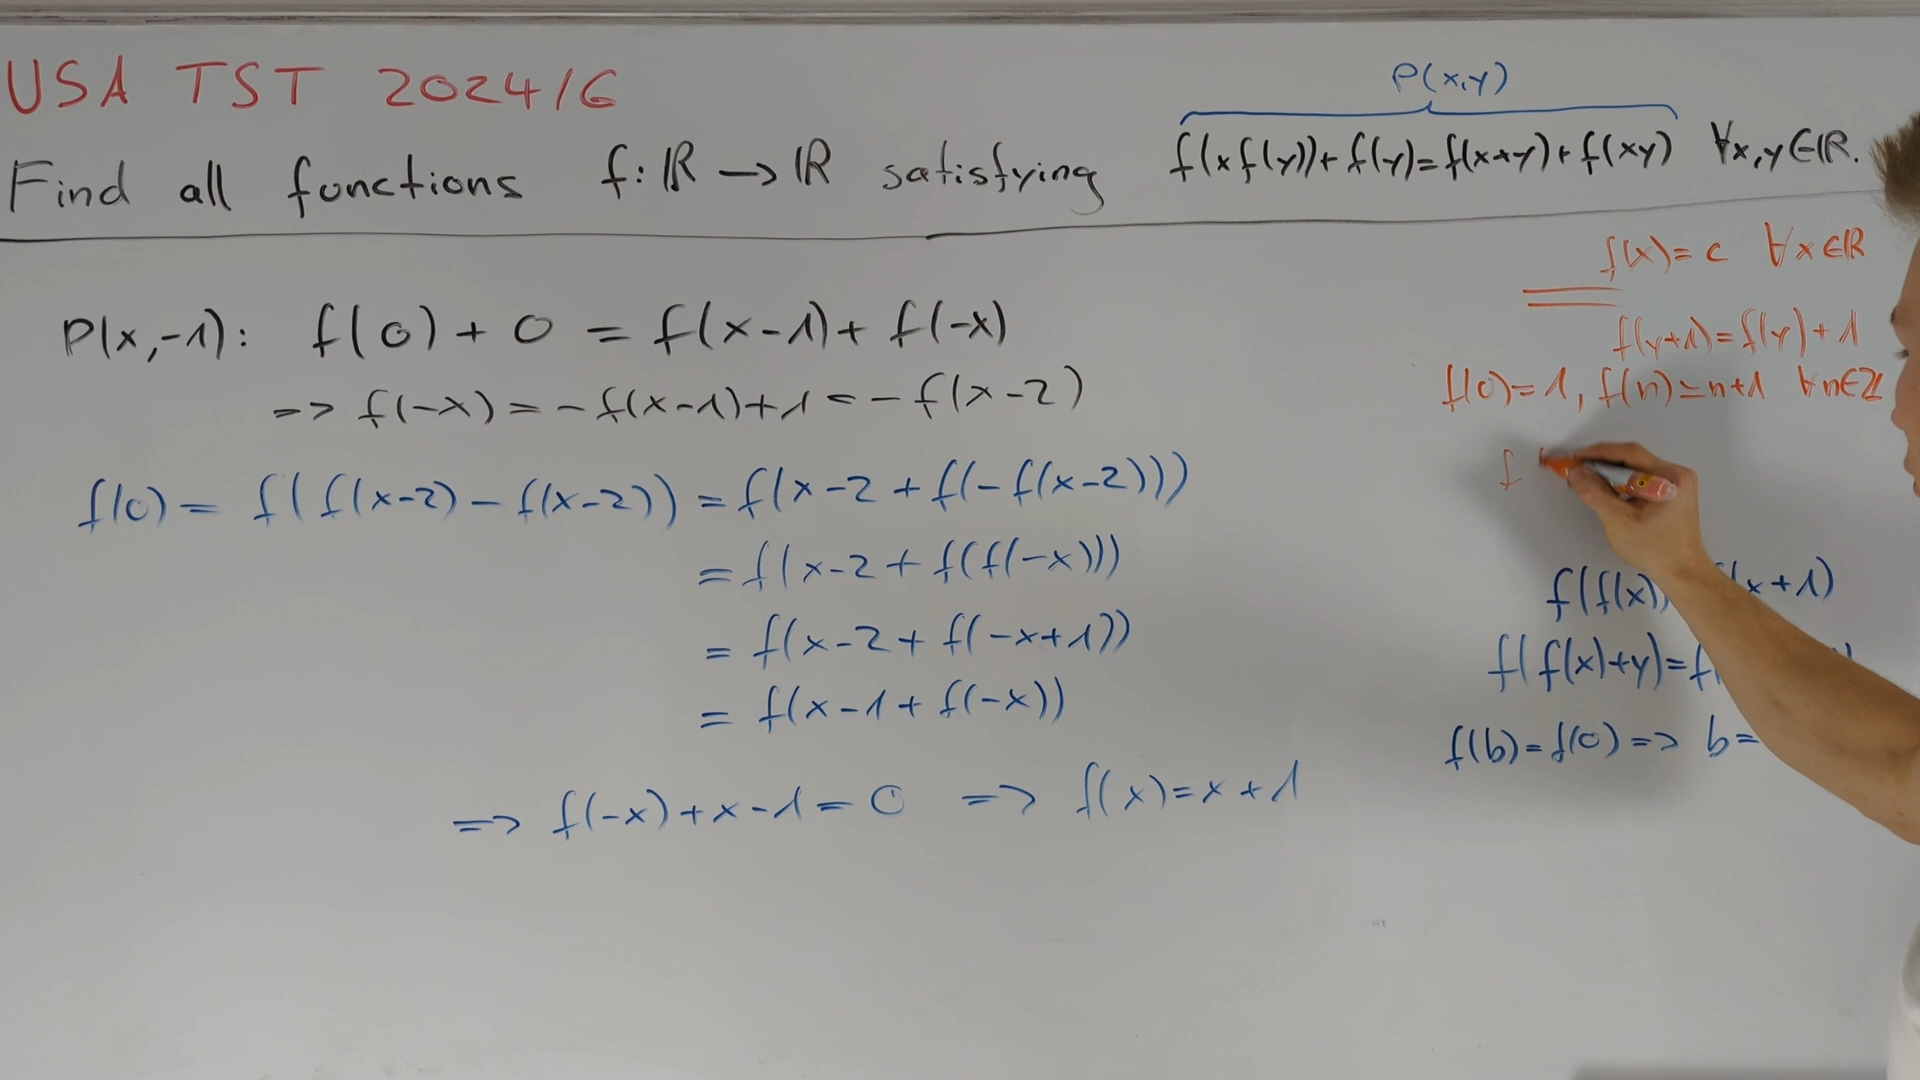 USA TST 2024/6
P(x,y)
Find all functions f: ℝ → ℝ satisfying f(xf(y))+f(y)=f(x+y)+f(xy) ∀x,y∈ℝ.
f(x)=c ∀x∈ℝ
P(x,-1): f(0)+0=f(x-1)+f(-x)
f(y+1)=f(y)+1
=> f(-x)=-f(x-1)+1=-f(x-2)
f(0)=1, f(n)=n+1 ∀n∈ℤ
f
f(0)=f(f(x-2)-f(x-2))=f(x-2+f(-f(x-2)))
=f(x-2+f(f(-x)))
f(f(x)) x+1)
=f(x-2+f(-x+1))
f(f(x)+y)=f
=f(x-1+f(-x))
f(b)=f(0)=> b=
=> f(-x)+x-1=0 => f(x)=x+1